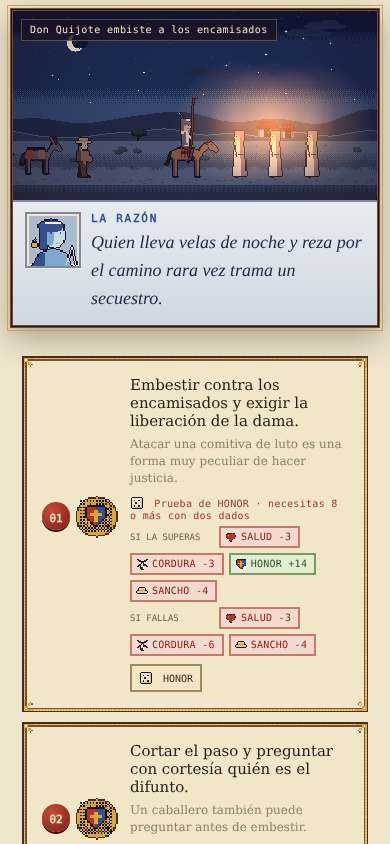 Don Quijote embiste a los encamisados
LA RAZÓN
Quien lleva velas de noche y reza por
el camino rara vez trama un
secuestro.
Embestir contra los
encamisados y exigir la
liberación de la dama.
Atacar una comitiva de luto es una
forma muy peculiar de hacer
justicia.
01
Prueba de HONOR · necesitas 8
o más con dos dados
SI LA SUPERAS SALUD -3
CORDURA -3 HONOR +14
SANCHO -4
SI FALLAS SALUD -3
CORDURA -6 SANCHO -4
HONOR
Cortar el paso y preguntar
con cortesía quién es el
difunto.
02
Un caballero también puede
preguntar antes de embestir.